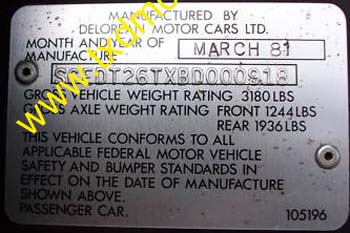 MANUFACTURED BY
DELOREAN MOTOR CARS LTD.
MONTH AND YEAR OF
MANUFACTURE
MARCH 81
GROSS VEHICLE WEIGHT RATING 3180 LBS
GROSS AXLE WEIGHT RATING FRONT 1244 LBS
REAR 1936 LBS
THIS VEHICLE CONFORMS TO ALL
APPLICABLE FEDERAL MOTOR VEHICLE
SAFETY AND BUMPER STANDARDS IN
EFFECT ON THE DATE OF MANUFACTURE
SHOWN ABOVE.
PASSENGER CAR.
105196